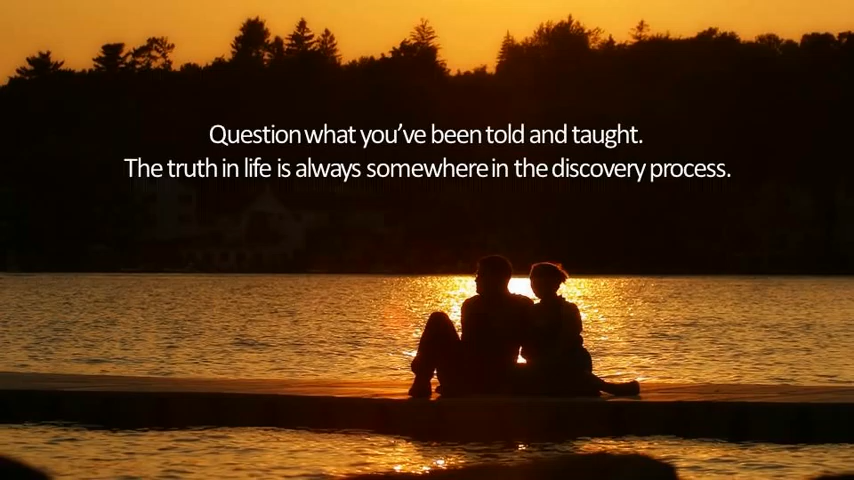 Question what you've been told and taught.
The truth in life is always somewhere in the discovery process.